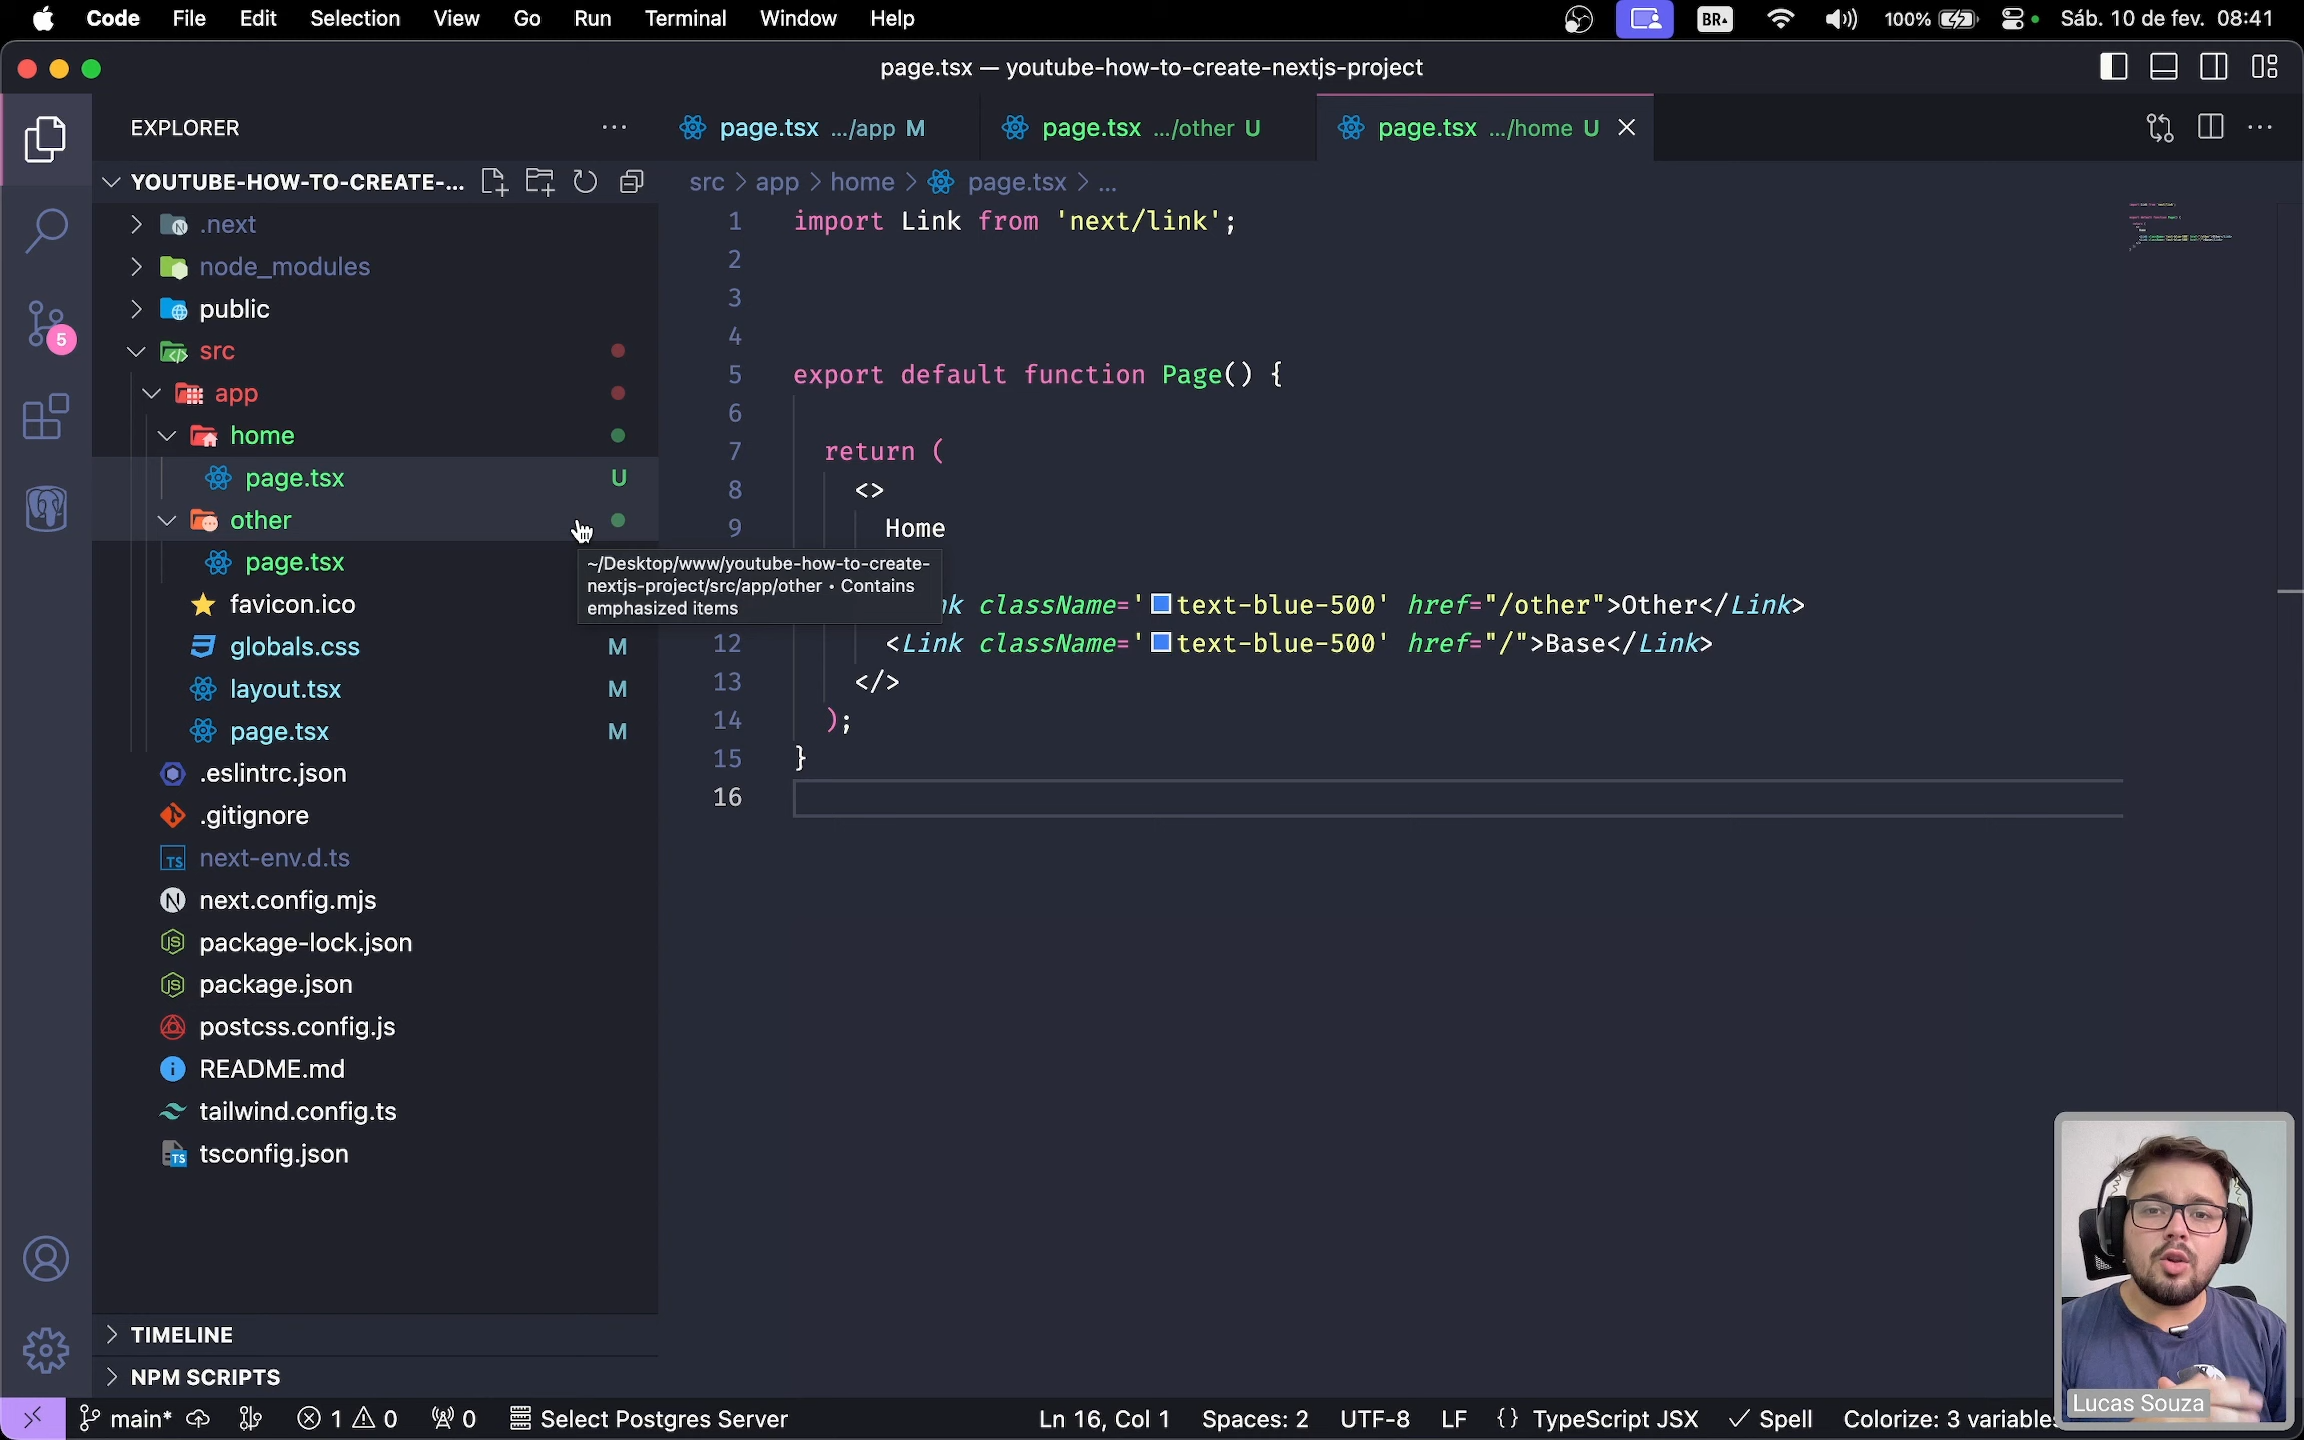 Code File Edit Selection View Go Run Terminal Window Help BR 100% Sáb. 10 de fev. 08:41
page.tsx — youtube-how-to-create-nextjs-project
EXPLORER
page.tsx .../app M
page.tsx .../other U
page.tsx .../home U
YOUTUBE-HOW-TO-CREATE-...
src > app > home > page.tsx > ...
.next
node_modules
public
src
app
home
page.tsx U
other
page.tsx
favicon.ico
globals.css M
layout.tsx M
page.tsx M
.eslintrc.json
.gitignore
next-env.d.ts
next.config.mjs
package-lock.json
package.json
postcss.config.js
README.md
tailwind.config.ts
tsconfig.json
TIMELINE
NPM SCRIPTS
5
~/Desktop/www/youtube-how-to-create-
nextjs-project/src/app/other • Contains
emphasized items
1 import Link from 'next/link';
2
3
4
5 export default function Page() {
6
7 return (
8 <>
9 Home
nk className='text-blue-500' href="/other">Other</Link>
12 <Link className='text-blue-500' href="/">Base</Link>
13 </>
14 );
15 }
16
Lucas Souza
main* 1 0 0 Select Postgres Server Ln 16, Col 1 Spaces: 2 UTF-8 LF {} TypeScript JSX Spell Colorize: 3 variables